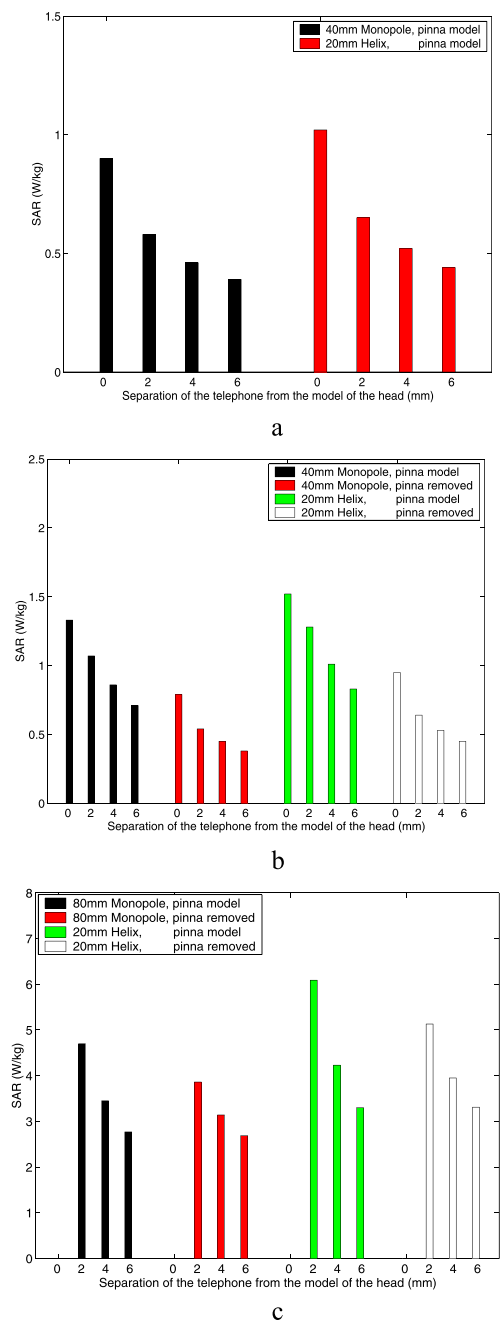 1.5
40mm Monopole, pinna model
20mm Helix, pinna model
1
SAR (W/kg)
0.5
0
0 2 4 6 0 2 4 6
Separation of the telephone from the model of the head (mm)
a
2.5
40mm Monopole, pinna model
40mm Monopole, pinna removed
20mm Helix, pinna model
20mm Helix, pinna removed
2
1.5
SAR (W/kg)
1
0.5
0
0 2 4 6 0 2 4 6 0 2 4 6 0 2 4 6
Separation of the telephone from the model of the head (mm)
b
8
80mm Monopole, pinna model
80mm Monopole, pinna removed
20mm Helix, pinna model
20mm Helix, pinna removed
7
6
5
SAR (W/kg)
4
3
2
1
0
0 2 4 6 0 2 4 6 0 2 4 6 0 2 4 6
Separation of the telephone from the model of the head (mm)
c